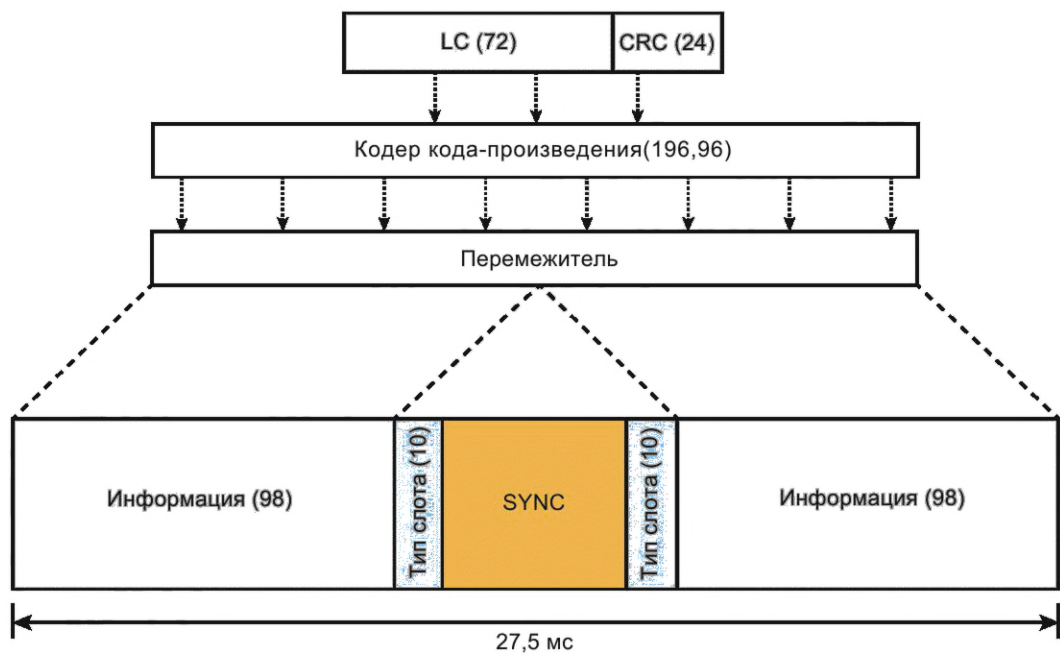 LC (72)
CRC (24)
Кодер кода-произведения(196,96)
Перемежитель
Информация (98)
Тип слота (10)
SYNC
Тип слота (10)
Информация (98)
27,5 мс